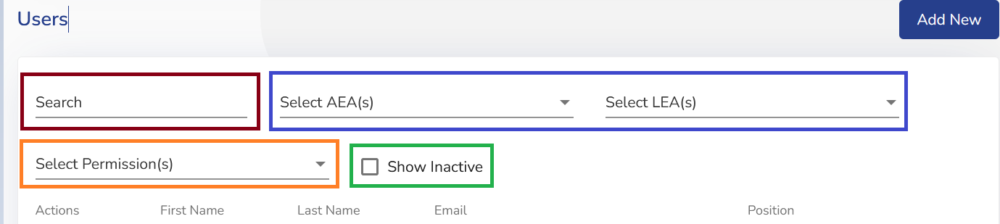 Users
Add New
Search
Select AEA(s)
Select LEA(s)
Select Permission(s)
Show Inactive
Actions First Name Last Name Email Position